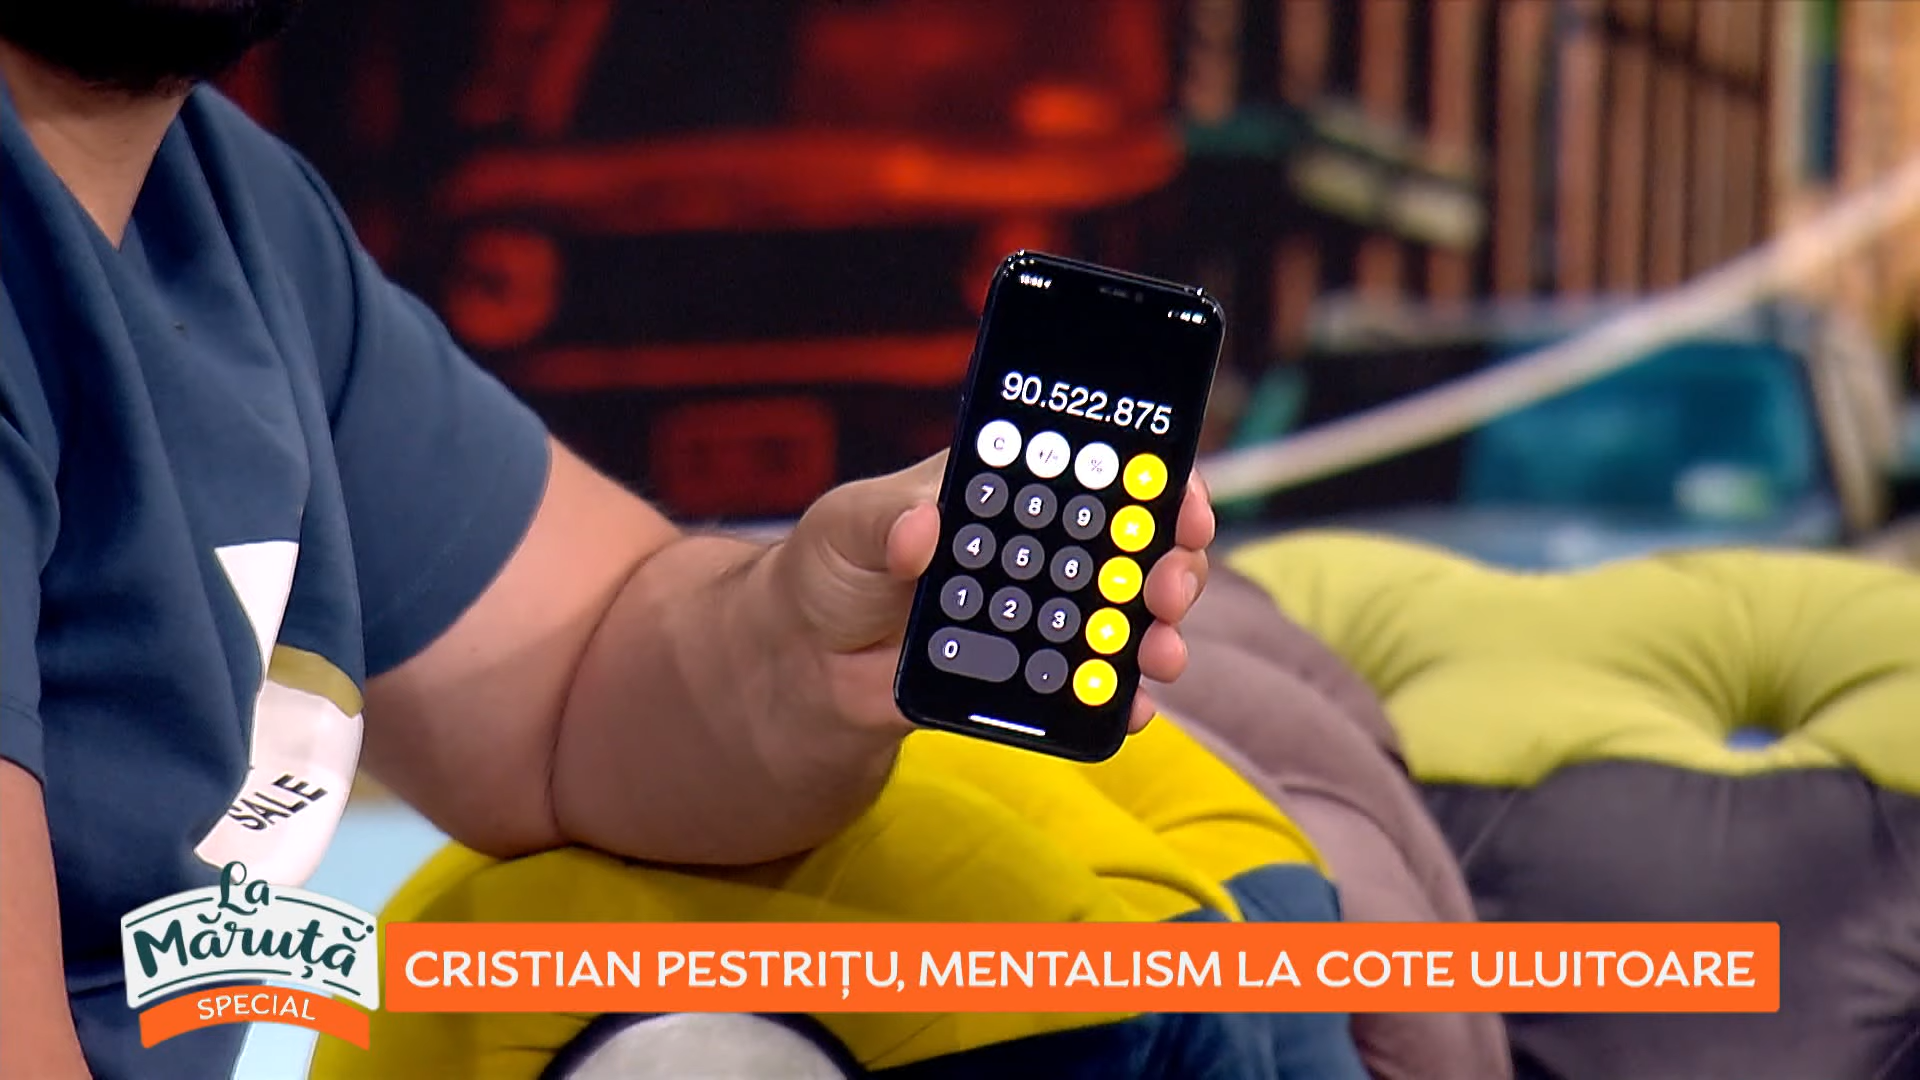 90.522.875
C +/- % ÷
7 8 9 ×
4 5 6 −
1 2 3 +
0 . =
SALE
La
Măruță
SPECIAL
CRISTIAN PESTRIȚU, MENTALISM LA COTE ULUITOARE